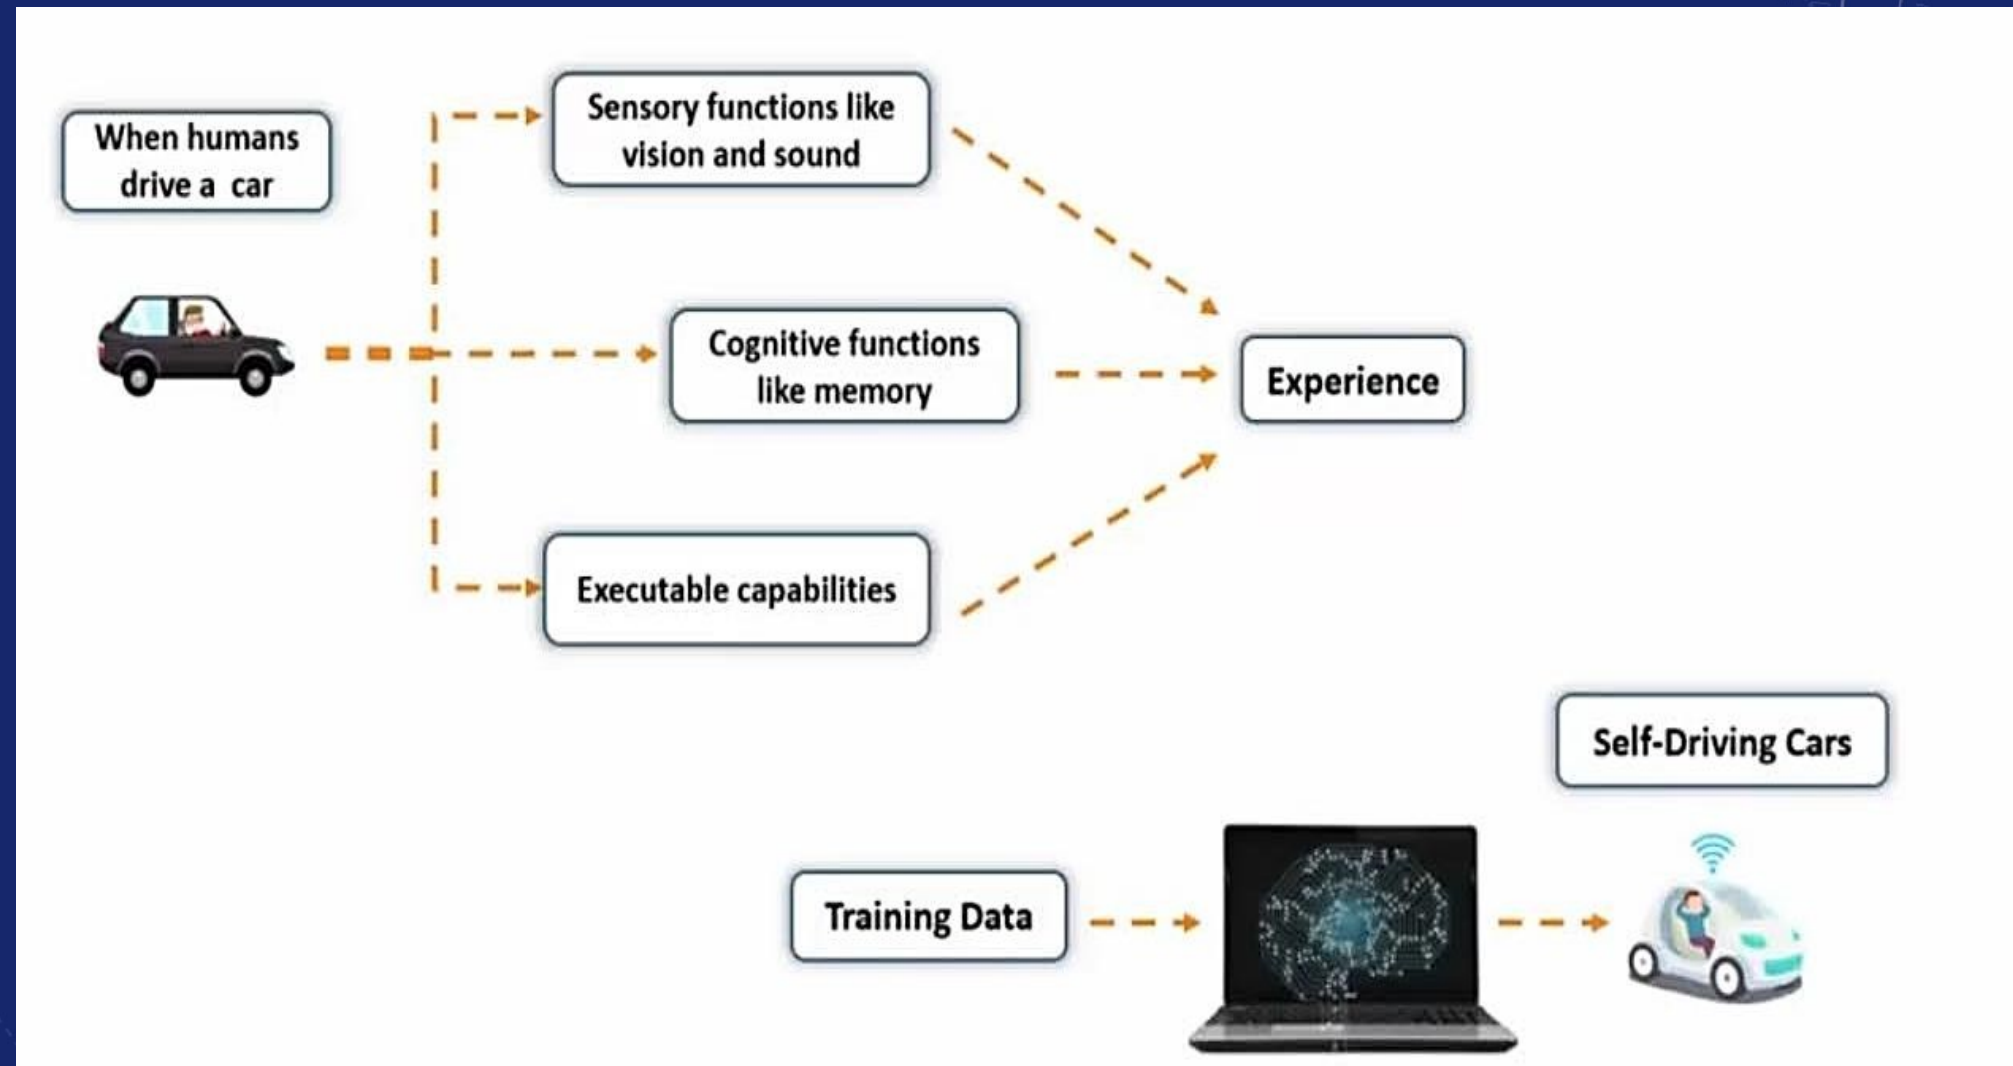 When humans
drive a car
Sensory functions like
vision and sound
Cognitive functions
like memory
Experience
Executable capabilities
Self-Driving Cars
Training Data